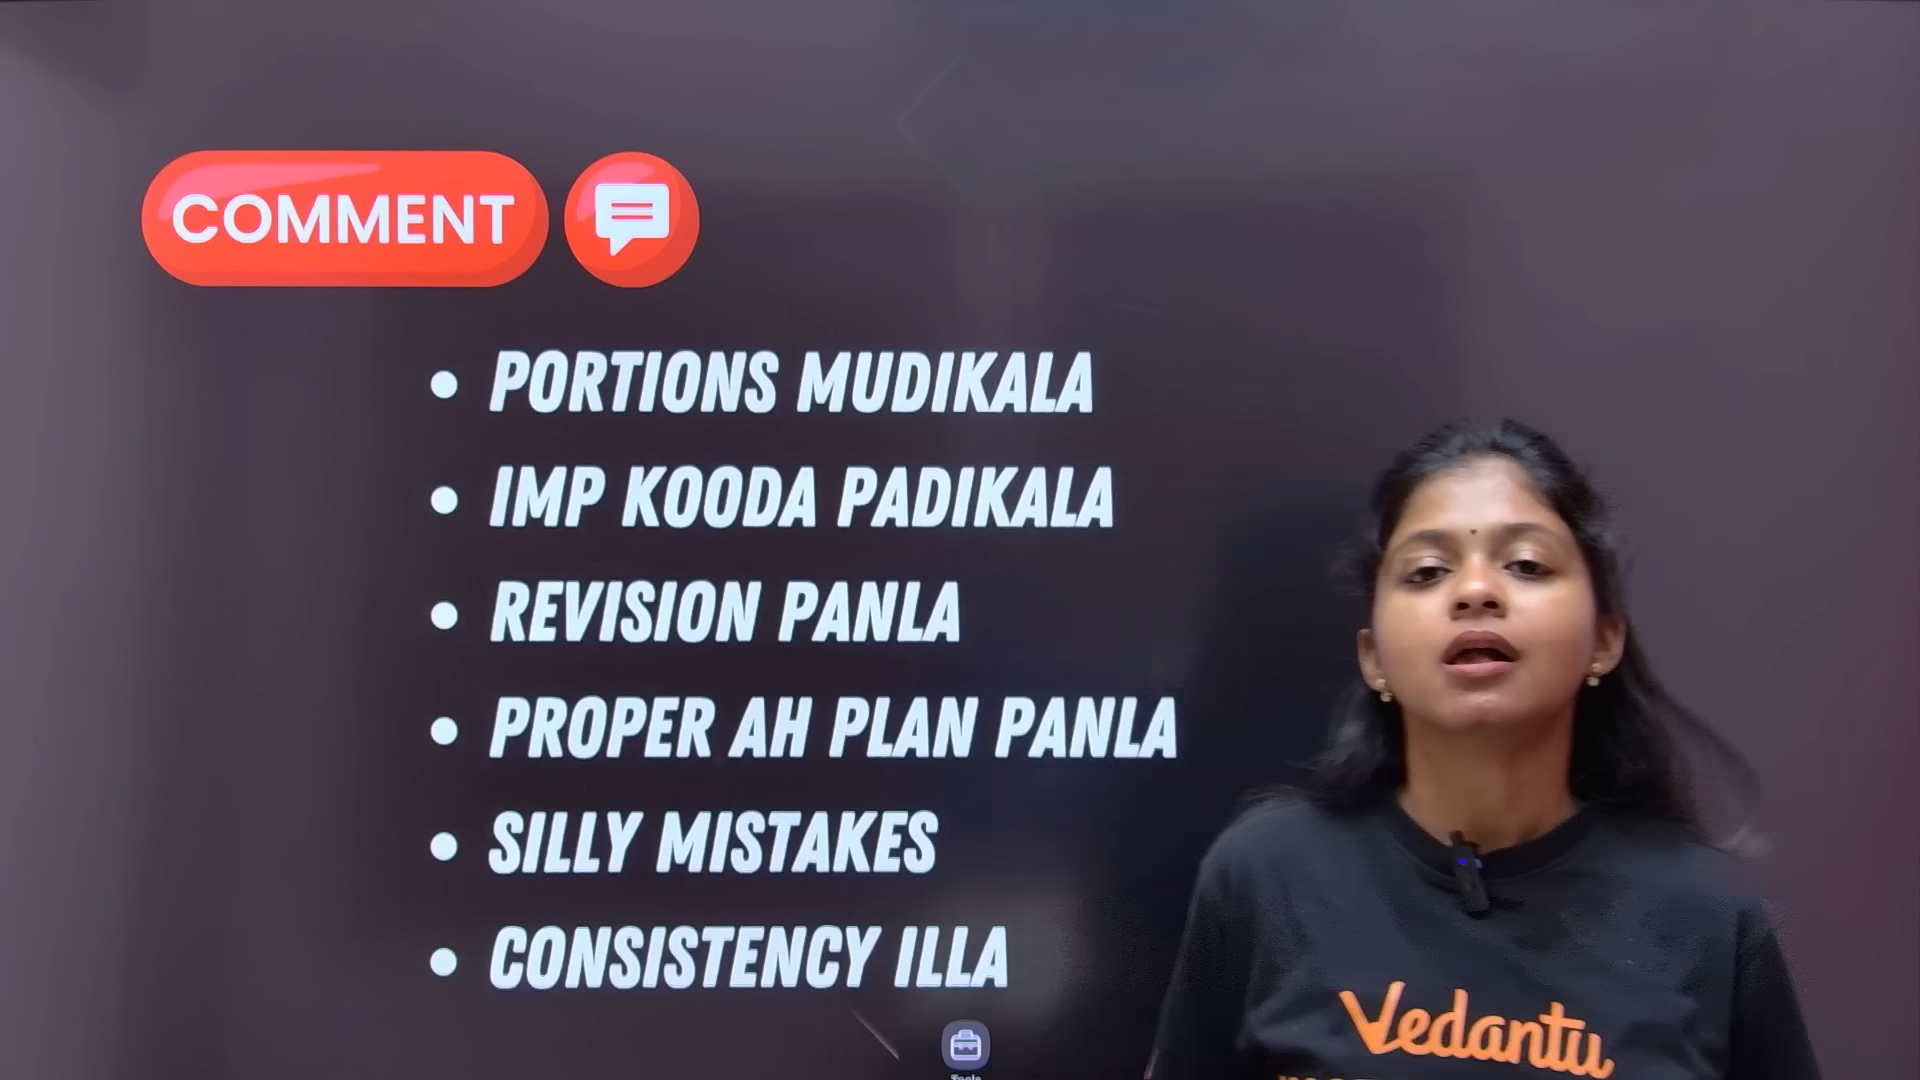 COMMENT
PORTIONS MUDIKALA
IMP KOODA PADIKALA
REVISION PANLA
PROPER AH PLAN PANLA
SILLY MISTAKES
CONSISTENCY ILLA
Vedantu